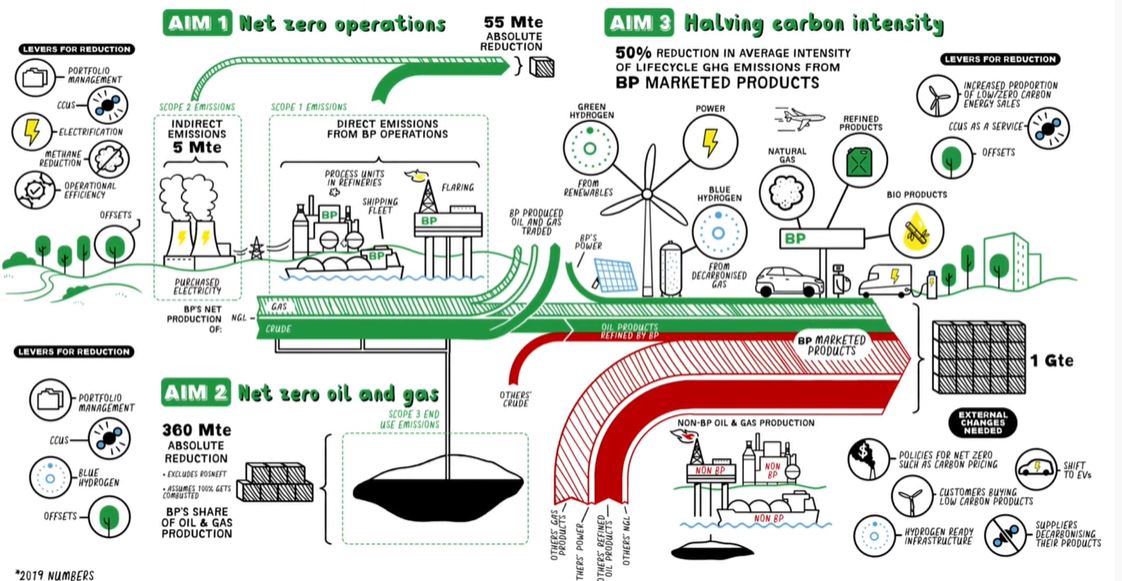 AIM 1 Net zero operations
55 Mte
ABSOLUTE
REDUCTION
LEVERS FOR REDUCTION
PORTFOLIO
MANAGEMENT
CCUS
ELECTRIFICATION
METHANE
REDUCTION
OPERATIONAL
EFFICIENCY
OFFSETS
SCOPE 2 EMISSIONS
INDIRECT
EMISSIONS
5 Mte
PURCHASED
ELECTRICITY
SCOPE 1 EMISSIONS
DIRECT EMISSIONS
FROM BP OPERATIONS
PROCESS UNITS
IN REFINERIES
BP
SHIPPING
FLEET
BP
FLARING
BP
BP PRODUCED
OIL AND GAS
TRADED
BP'S
POWER
BP'S NET
PRODUCTION
OF:
GAS
NGL
CRUDE
OIL PRODUCTS
REFINED BY BP
OTHERS'
CRUDE
AIM 3 Halving carbon intensity
50% REDUCTION IN AVERAGE INTENSITY
OF LIFECYCLE GHG EMISSIONS FROM
BP MARKETED PRODUCTS
LEVERS FOR REDUCTION
INCREASED PROPORTION
OF LOW/ZERO CARBON
ENERGY SALES
CCUS AS A SERVICE
OFFSETS
GREEN
HYDROGEN
FROM
RENEWABLES
POWER
BLUE
HYDROGEN
FROM
DECARBONISED
GAS
NATURAL
GAS
REFINED
PRODUCTS
BIO PRODUCTS
BP
BP MARKETED
PRODUCTS
1 Gte
LEVERS FOR REDUCTION
PORTFOLIO
MANAGEMENT
CCUS
BLUE
HYDROGEN
OFFSETS
AIM 2 Net zero oil and gas
SCOPE 3 END
USE EMISSIONS
360 Mte
ABSOLUTE
REDUCTION
• EXCLUDES ROSNEFT
• ASSUMES 100% GETS
COMBUSTED
BP'S SHARE
OF OIL & GAS
PRODUCTION
OTHERS' GAS
PRODUCTS
OTHERS' REFINED
OIL PRODUCTS
OTHERS' NGL
NON-BP OIL & GAS PRODUCTION
NON BP
NON
BP
NON BP
EXTERNAL
CHANGES
NEEDED
POLICIES FOR NET ZERO
SUCH AS CARBON PRICING
SHIFT
TO EVs
CUSTOMERS BUYING
LOW CARBON PRODUCTS
HYDROGEN READY
INFRASTRUCTURE
SUPPLIERS
DECARBONISING
THEIR PRODUCTS
*2019 NUMBERS